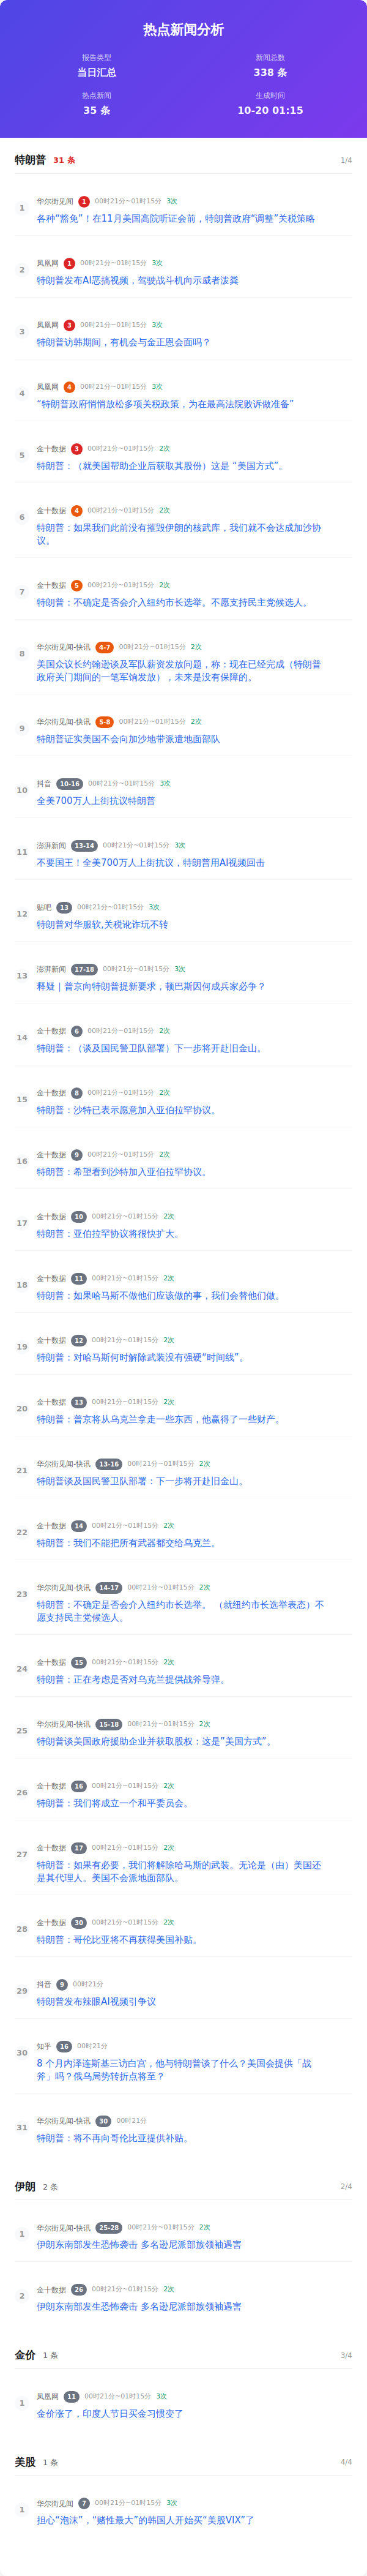 热点新闻分析
报告类型
当日汇总
新闻总数
338 条
热点新闻
35 条
生成时间
10-20 01:15
特朗普 31 条 1/4
1
华尔街见闻 1 00时21分~01时15分 3次
各种“豁免”！在11月美国高院听证会前，特朗普政府“调整”关税策略
2
凤凰网 1 00时21分~01时15分 3次
特朗普发布AI恶搞视频，驾驶战斗机向示威者泼粪
3
凤凰网 3 00时21分~01时15分 3次
特朗普访韩期间，有机会与金正恩会面吗？
4
凤凰网 4 00时21分~01时15分 3次
“特朗普政府悄悄放松多项关税政策，为在最高法院败诉做准备”
5
金十数据 3 00时21分~01时15分 2次
特朗普：（就美国帮助企业后获取其股份）这是 “美国方式”。
6
金十数据 4 00时21分~01时15分 2次
特朗普：如果我们此前没有摧毁伊朗的核武库，我们就不会达成加沙协
议。
7
金十数据 5 00时21分~01时15分 2次
特朗普：不确定是否会介入纽约市长选举。不愿支持民主党候选人。
8
华尔街见闻-快讯 4-7 00时21分~01时15分 2次
美国众议长约翰逊谈及军队薪资发放问题，称：现在已经完成（特朗普
政府关门期间的一笔军饷发放），未来是没有保障的。
9
华尔街见闻-快讯 5-8 00时21分~01时15分 2次
特朗普证实美国不会向加沙地带派遣地面部队
10
抖音 10-16 00时21分~01时15分 3次
全美700万人上街抗议特朗普
11
澎湃新闻 13-14 00时21分~01时15分 3次
不要国王！全美700万人上街抗议，特朗普用AI视频回击
12
贴吧 13 00时21分~01时15分 3次
特朗普对华服软,关税讹诈玩不转
13
澎湃新闻 17-18 00时21分~01时15分 3次
释疑｜普京向特朗普提新要求，顿巴斯因何成兵家必争？
14
金十数据 6 00时21分~01时15分 2次
特朗普：（谈及国民警卫队部署）下一步将开赴旧金山。
15
金十数据 8 00时21分~01时15分 2次
特朗普：沙特已表示愿意加入亚伯拉罕协议。
16
金十数据 9 00时21分~01时15分 2次
特朗普：希望看到沙特加入亚伯拉罕协议。
17
金十数据 10 00时21分~01时15分 2次
特朗普：亚伯拉罕协议将很快扩大。
18
金十数据 11 00时21分~01时15分 2次
特朗普：如果哈马斯不做他们应该做的事，我们会替他们做。
19
金十数据 12 00时21分~01时15分 2次
特朗普：对哈马斯何时解除武装没有强硬“时间线”。
20
金十数据 13 00时21分~01时15分 2次
特朗普：普京将从乌克兰拿走一些东西，他赢得了一些财产。
21
华尔街见闻-快讯 13-16 00时21分~01时15分 2次
特朗普谈及国民警卫队部署：下一步将开赴旧金山。
22
金十数据 14 00时21分~01时15分 2次
特朗普：我们不能把所有武器都交给乌克兰。
23
华尔街见闻-快讯 14-17 00时21分~01时15分 2次
特朗普：不确定是否会介入纽约市长选举。 （就纽约市长选举表态）不
愿支持民主党候选人。
24
金十数据 15 00时21分~01时15分 2次
特朗普：正在考虑是否对乌克兰提供战斧导弹。
25
华尔街见闻-快讯 15-18 00时21分~01时15分 2次
特朗普谈美国政府援助企业并获取股权：这是”美国方式”。
26
金十数据 16 00时21分~01时15分 2次
特朗普：我们将成立一个和平委员会。
27
金十数据 17 00时21分~01时15分 2次
特朗普：如果有必要，我们将解除哈马斯的武装。无论是（由）美国还
是其代理人。美国不会派地面部队。
28
金十数据 30 00时21分~01时15分 2次
特朗普：哥伦比亚将不再获得美国补贴。
29
抖音 9 00时21分
特朗普发布辣眼AI视频引争议
30
知乎 16 00时21分
8 个月内泽连斯基三访白宫，他与特朗普谈了什么？美国会提供「战
斧」吗？俄乌局势转折点将至？
31
华尔街见闻-快讯 30 00时21分
特朗普：将不再向哥伦比亚提供补贴。
伊朗 2 条 2/4
1
华尔街见闻-快讯 25-28 00时21分~01时15分 2次
伊朗东南部发生恐怖袭击 多名逊尼派部族领袖遇害
2
金十数据 26 00时21分~01时15分 2次
伊朗东南部发生恐怖袭击 多名逊尼派部族领袖遇害
金价 1 条 3/4
1
凤凰网 11 00时21分~01时15分 3次
金价涨了，印度人节日买金习惯变了
美股 1 条 4/4
1
华尔街见闻 7 00时21分~01时15分 3次
担心“泡沫”，“赌性最大”的韩国人开始买“美股VIX”了